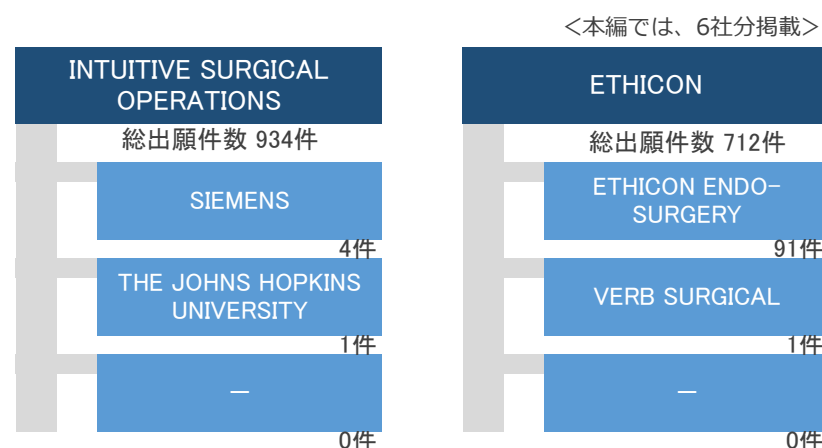 <本編では、6社分掲載>
INTUITIVE SURGICAL
OPERATIONS
総出願件数 934件
SIEMENS
4件
THE JOHNS HOPKINS
UNIVERSITY
1件
—
0件
ETHICON
総出願件数 712件
ETHICON ENDO-
SURGERY
91件
VERB SURGICAL
1件
—
0件